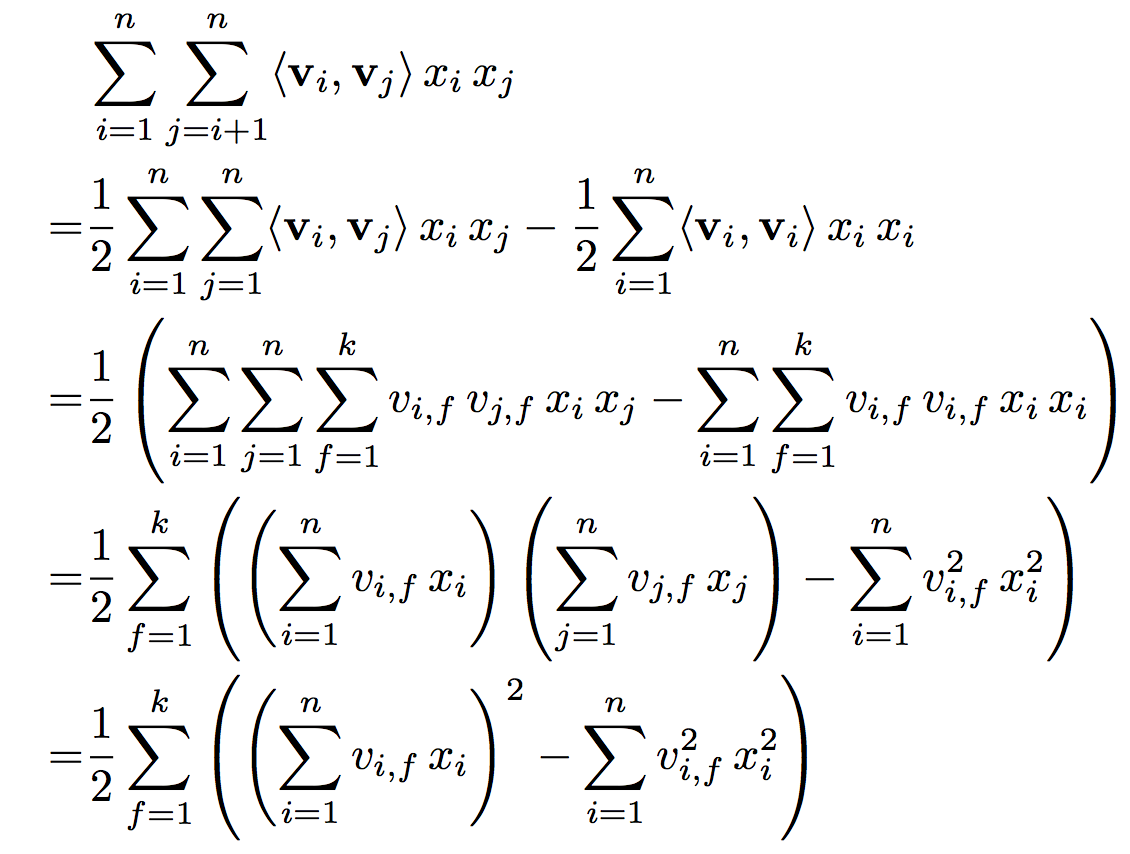 \sum_{i=1}^{n} \sum_{j=i+1}^{n} \langle \mathbf{v}_i, \mathbf{v}_j \rangle \, x_i \, x_j
= \frac{1}{2} \sum_{i=1}^{n} \sum_{j=1}^{n} \langle \mathbf{v}_i, \mathbf{v}_j \rangle \, x_i \, x_j - \frac{1}{2} \sum_{i=1}^{n} \langle \mathbf{v}_i, \mathbf{v}_i \rangle \, x_i \, x_i
= \frac{1}{2} \left( \sum_{i=1}^{n} \sum_{j=1}^{n} \sum_{f=1}^{k} v_{i,f} \, v_{j,f} \, x_i \, x_j - \sum_{i=1}^{n} \sum_{f=1}^{k} v_{i,f} \, v_{i,f} \, x_i \, x_i \right)
= \frac{1}{2} \sum_{f=1}^{k} \left( \left( \sum_{i=1}^{n} v_{i,f} \, x_i \right) \left( \sum_{j=1}^{n} v_{j,f} \, x_j \right) - \sum_{i=1}^{n} v_{i,f}^2 \, x_i^2 \right)
= \frac{1}{2} \sum_{f=1}^{k} \left( \left( \sum_{i=1}^{n} v_{i,f} \, x_i \right)^2 - \sum_{i=1}^{n} v_{i,f}^2 \, x_i^2 \right)